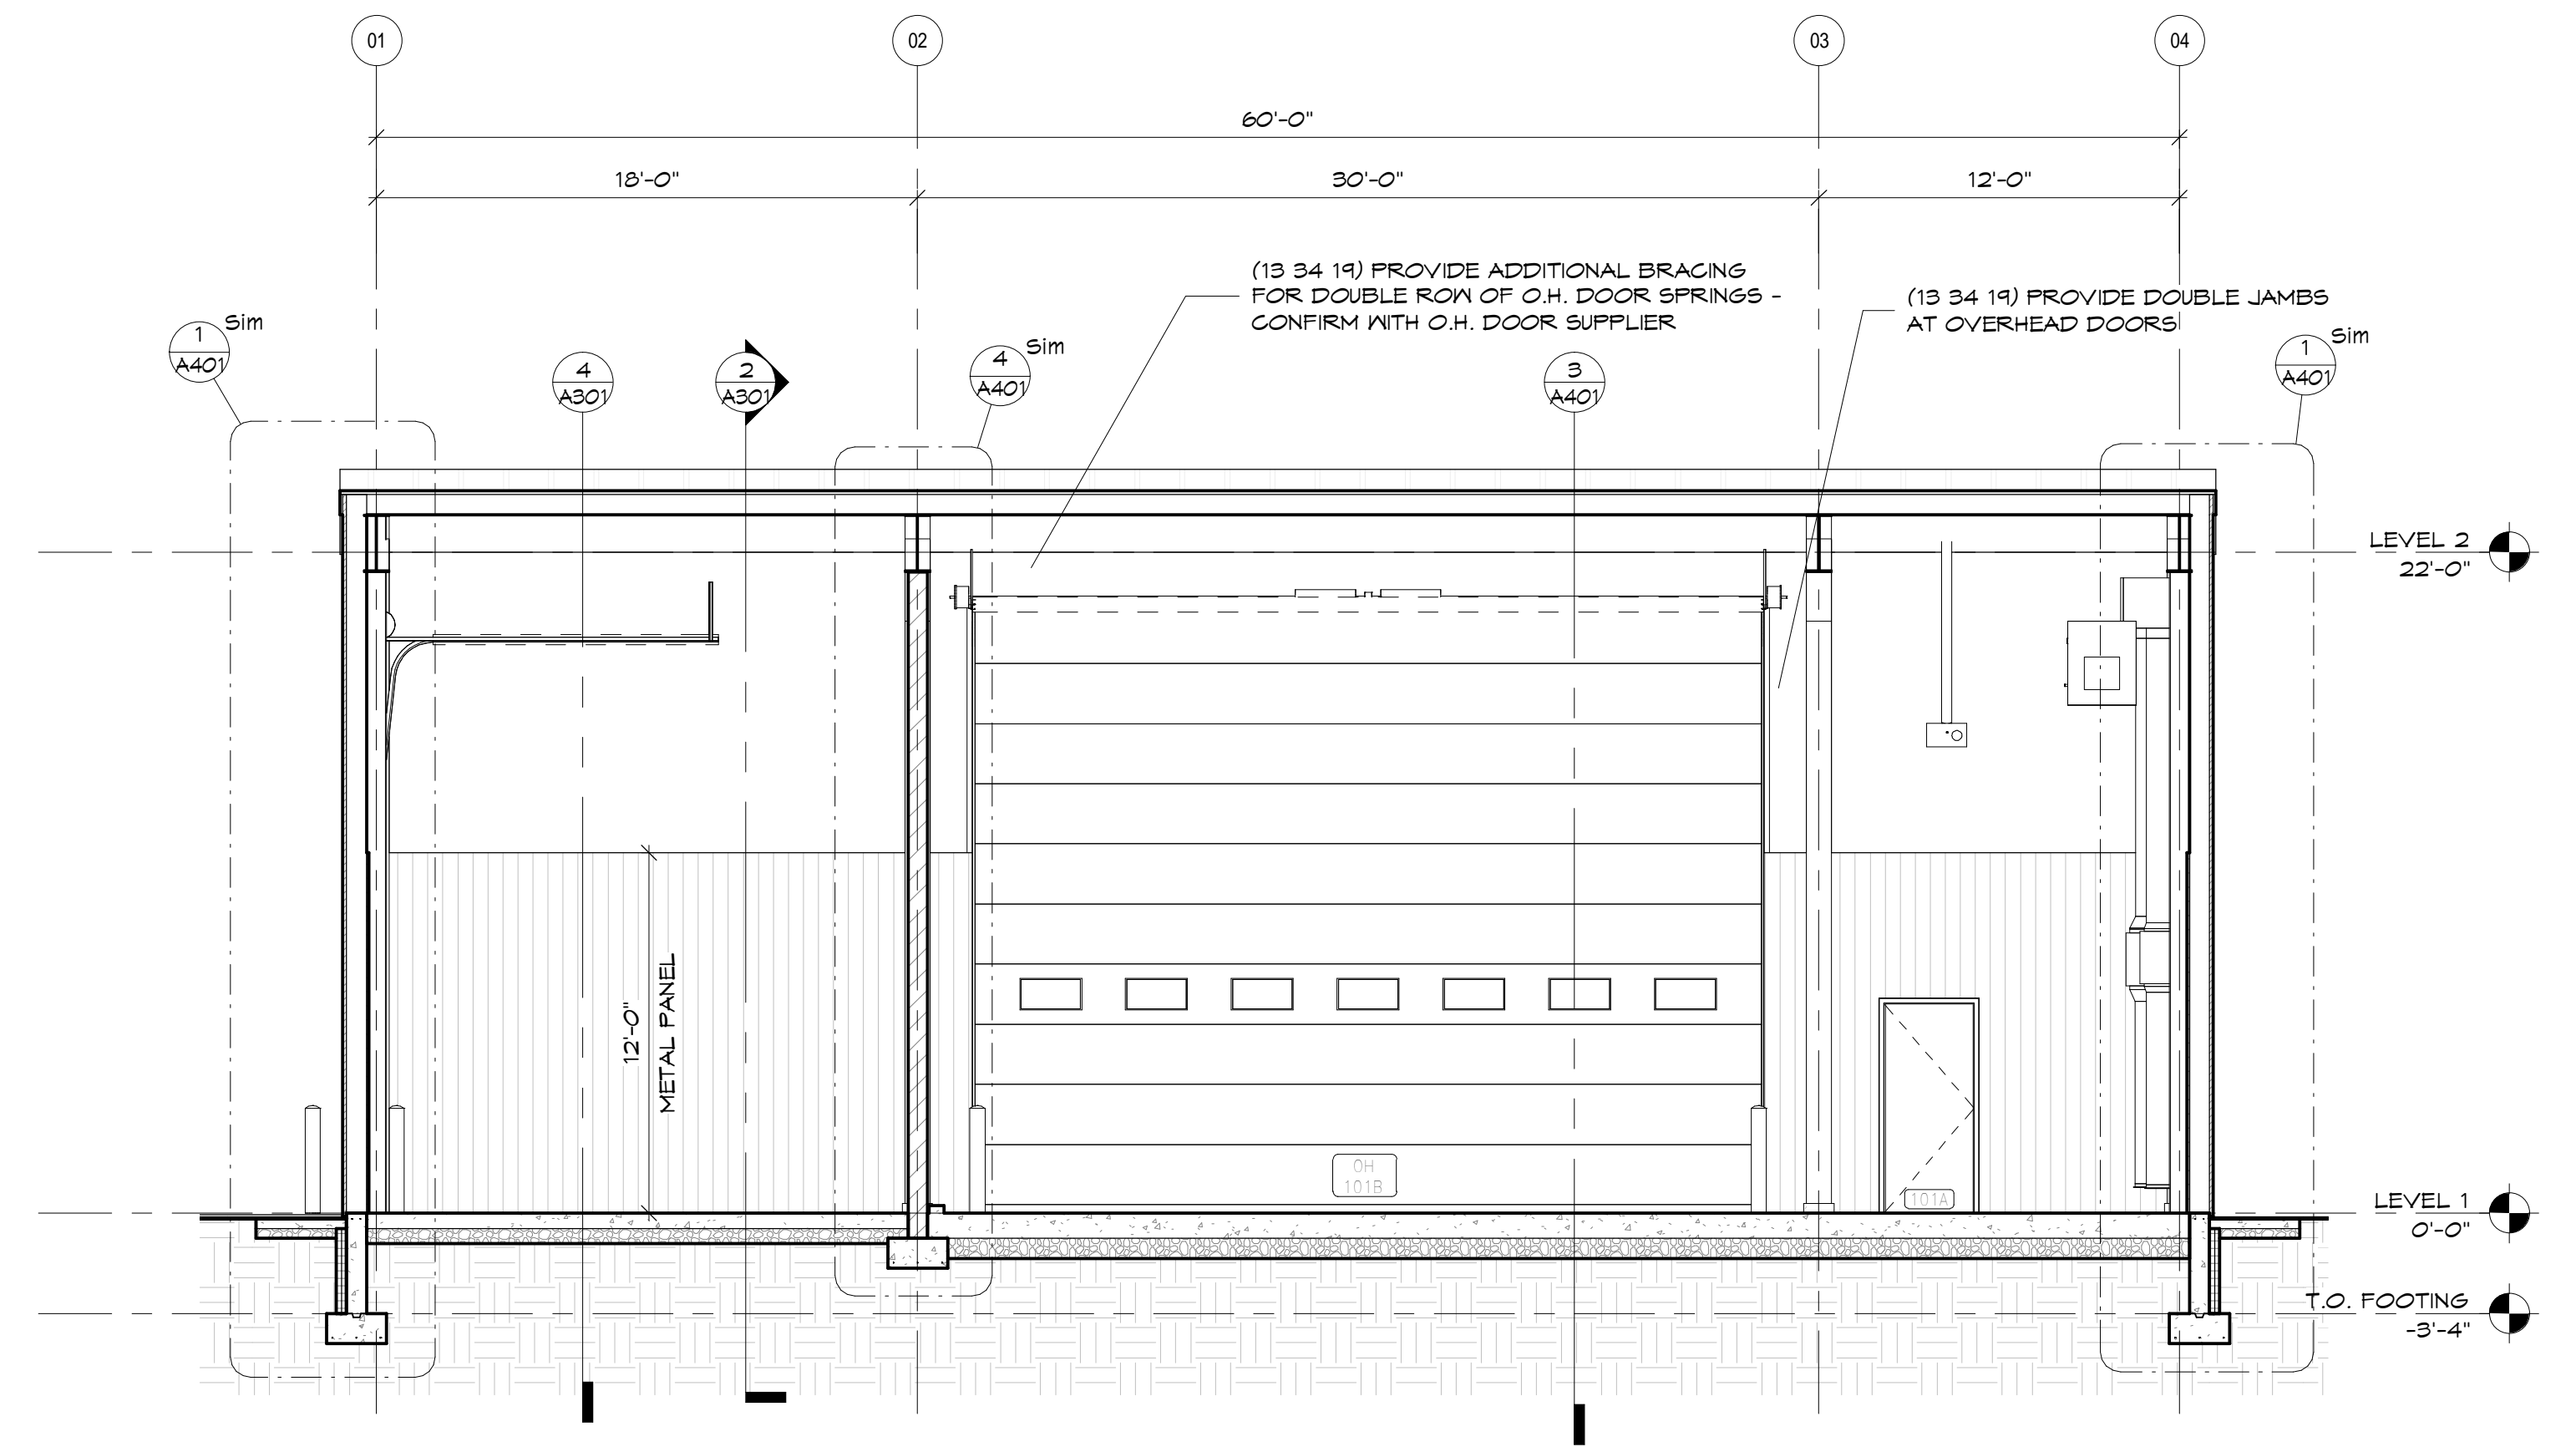 01
02
03
04
60'-0"
18'-0"
30'-0"
12'-0"
(13 34 19) PROVIDE ADDITIONAL BRACING
FOR DOUBLE ROW OF O.H. DOOR SPRINGS -
CONFIRM WITH O.H. DOOR SUPPLIER
(13 34 19) PROVIDE DOUBLE JAMBS
AT OVERHEAD DOORS
1
A401
Sim
4
A301
2
A301
4
A401
Sim
3
A401
1
A401
Sim
LEVEL 2
22'-0"
12'-0"
METAL PANEL
OH
101B
101A
LEVEL 1
0'-0"
T.O. FOOTING
-3'-4"